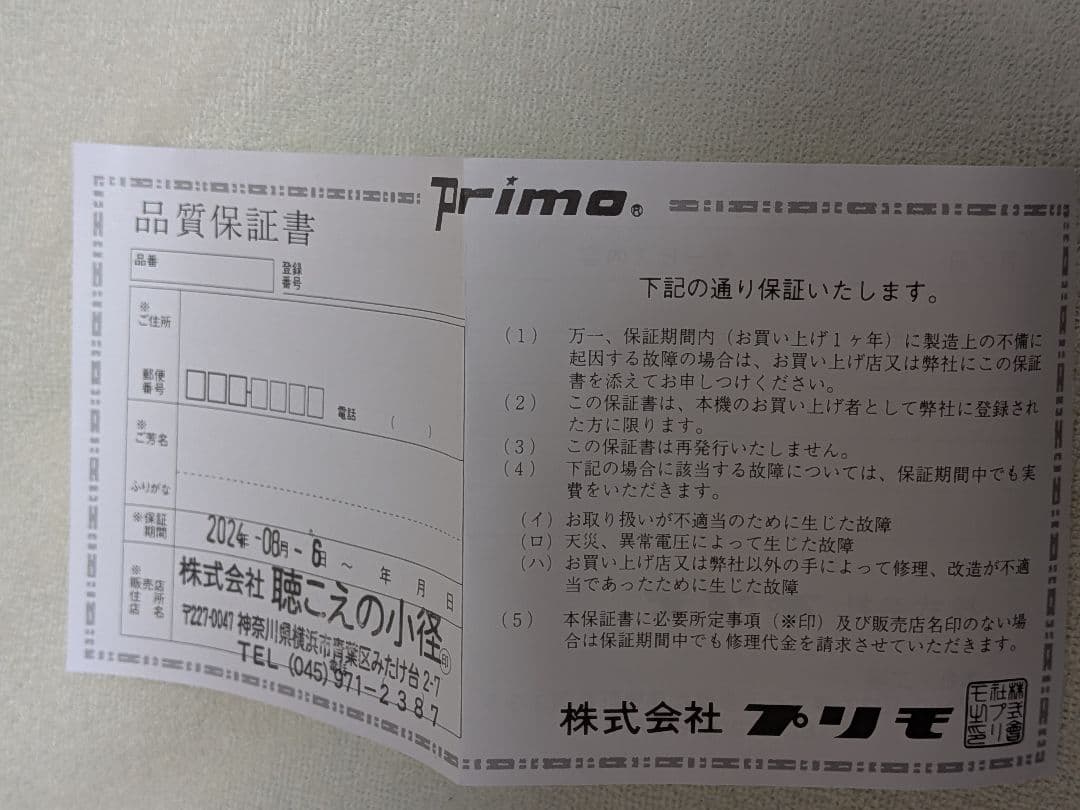 Primo®
品質保証書
品番
登録
番号
※
ご住所
郵便
番号
電話 ( )
※
ご芳名
ふりがな
※保証
期間
2024年-08月-6日 ～ 年 月 日
※
販売店
住所
店名
株式会社 聴こえの小径
㊞
〒227-0047 神奈川県横浜市青葉区みたけ台2-7
TEL (045) 971-2387
下記の通り保証いたします。
(1) 万一、保証期間内（お買い上げ1ヶ年）に製造上の不備に
起因する故障の場合は、お買い上げ店又は弊社にこの保証
書を添えてお申しつけください。
(2) この保証書は、本機のお買い上げ者として弊社に登録され
た方に限ります。
(3) この保証書は再発行いたしません。
(4) 下記の場合に該当する故障については、保証期間中でも実
費をいただきます。
(イ) お取り扱いが不適当のために生じた故障
(ロ) 天災、異常電圧によって生じた故障
(ハ) お買い上げ店又は弊社以外の手によって修理、改造が不適
当であったために生じた故障
(5) 本保証書に必要所定事項（※印）及び販売店名印のない場
合は保証期間中でも修理代金を請求させていただきます。
株式会社 プリモ
株式會
社プリ
モ之印